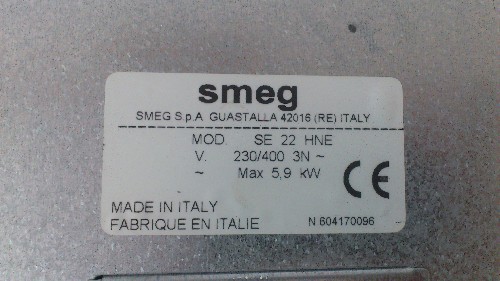 smeg
SMEG S.p.A GUASTALLA 42016 (RE) ITALY
MOD. SE 22 HNE
V. 230/400 3N ~
~ Max 5,9 kW
CE
MADE IN ITALY
FABRIQUE EN ITALIE
N.604170096